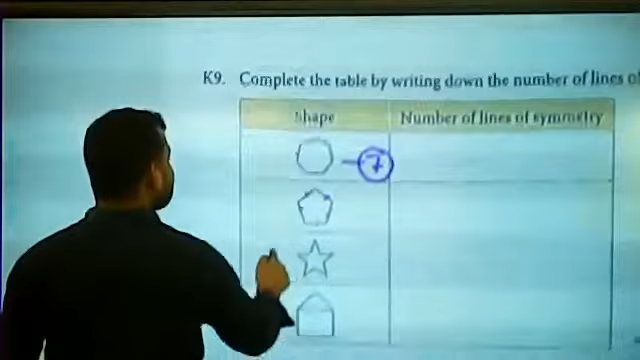 K9. Complete the table by writing down the number of lines of
Shape
Number of lines of symmetry
7